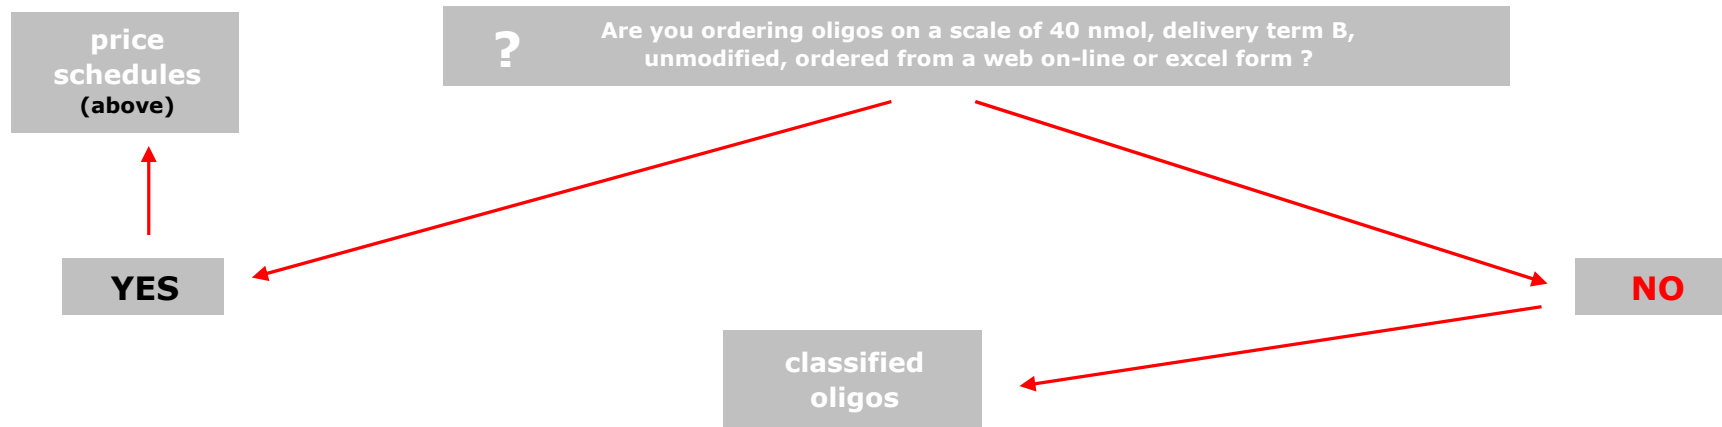 price
schedules
(above)
?
Are you ordering oligos on a scale of 40 nmol, delivery term B,
unmodified, ordered from a web on-line or excel form ?
YES
NO
classified
oligos